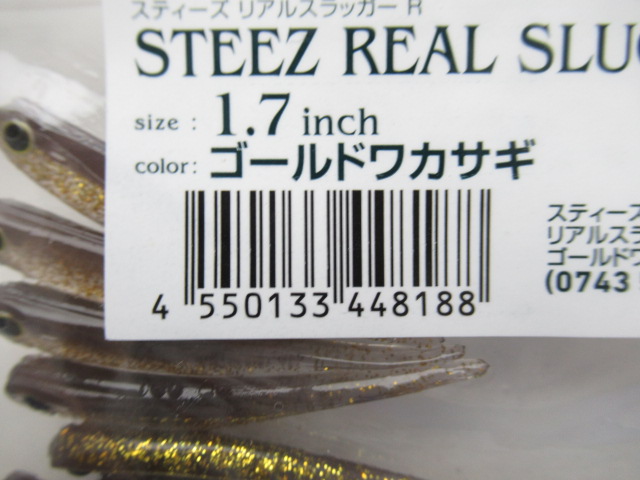 スティーズ リアルスラッガー R
STEEZ REAL SLUG
size : 1.7 inch
color: ゴールドワカサギ
4 550133 448188
スティーズ
リアルスラ
ゴールドワ
(0743